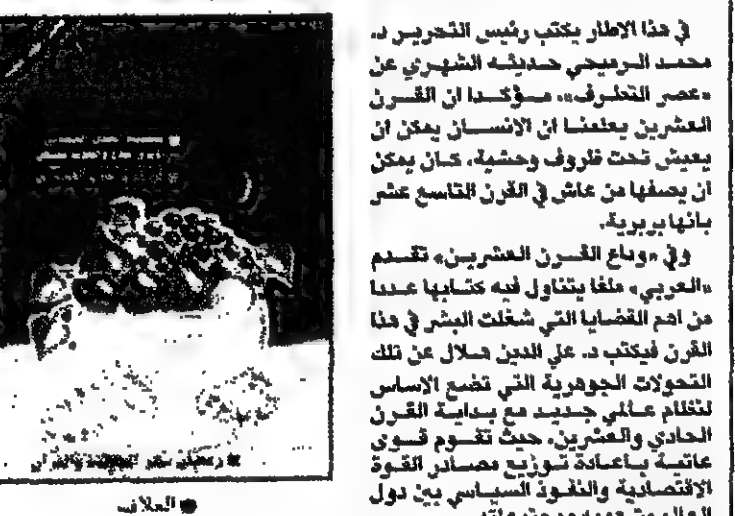 في هذا الاطار يكتب رئيس التحرير د.
محمد الرميحي حديثه الشهري عن
«عصر التطرف»، مؤكدا ان القرن
العشرين يعلمنا ان الانسان يمكن ان
يعيش تحت ظروف وحشية، كان يمكن
ان يصفها من عاش في القرن التاسع عشر
بانها بربرية.
وفي «وداع القرن العشرين» تقدم
«العربي» ملفا يتناول فيه كتابها عددا
من اهم القضايا التي شغلت البشر في هذا
القرن فيكتب د. علي الدين هلال عن تلك
التحولات الجوهرية التي تضع الاساس
لنظام عالمي جديد مع بداية القرن
الحادي والعشرين، حيث تقوم قوى
عاتية باعادة توزيع مصادر القوة
الاقتصادية والنفوذ السياسي بين دول
العالم
● الغلاف